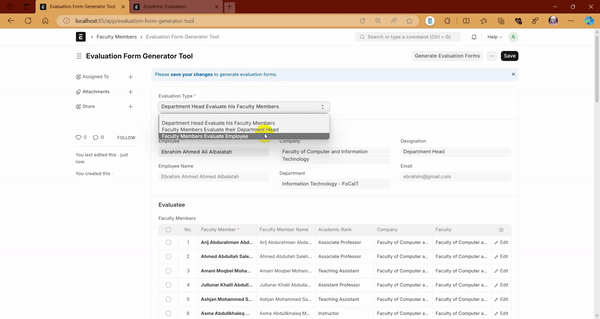 Evaluation Form Generator Tool
Academic Evaluation
localhost:85/app/evaluation-form-generator-tool
E
Faculty Members
Evaluation Form Generator Tool
Search or type a command (Ctrl + G)
Help
A
Evaluation Form Generator Tool
Generate Evaluation Forms
Save
Assigned To
Attachments
Share
0
0
FOLLOW
You last edited this · just now
You created this ·
Please save your changes to generate evaluation forms.
Evaluation Type *
Department Head Evaluate his Faculty Members
Department Head Evaluate his Faculty Members
Faculty Members Evaluate their Department Head
Faculty Members Evaluate Employee
Employee
Company
Designation
Ebrahim Ahmed Ali Albalatah
Faculty of Computer and Information Technology
Department Head
Employee Name
Department
Email
Ebrahim Ahmed Ahmed Albalatah
Information Technology - FoCaIT
ebrahim@gmail.com
Evaluatee
Faculty Members
No. Faculty Member * Faculty Member Name Academic Rank Company Faculty
1 Arij Abdurahman Abd... Arij Abdurahman Abda... Associate Professor Faculty of Computer a... Faculty of Computer a... Edit
2 Ahmed Abdullah Sale... Ahmed Abdullah Saleh... Associate Professor Faculty of Computer a... Faculty of Computer a... Edit
3 Amani Moqbel Moham... Amani Moqbel Moham... Teaching Assistant Faculty of Computer a... Faculty of Computer a... Edit
4 Jullunar Khalil Abdulla... Jullunar Khalil Abdulla... Assistant Professor Faculty of Computer a... Faculty of Computer a... Edit
5 Ashjan Mohammed S... Ashjan Mohammed Sa... Teaching Assistant Faculty of Computer a... Faculty of Computer a... Edit
6 Asma Abdullkhaleq ... Asma Abdullkhaleq M... Instructor Faculty of Computer a... Faculty of Computer a... Edit